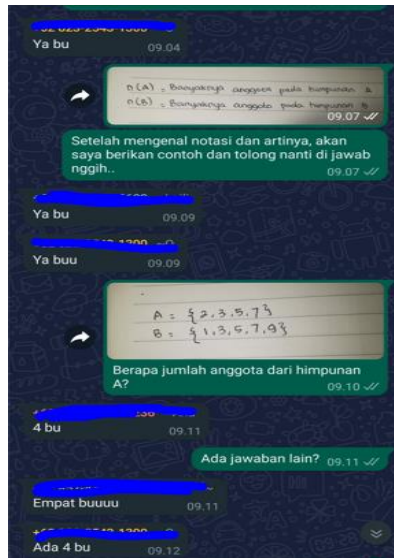 Ya bu
09.04
n(A) = Banyaknya anggota pada himpunan A
n(B) = Banyaknya anggota pada himpunan B
09.07
Setelah mengenal notasi dan artinya, akan
saya berikan contoh dan tolong nanti di jawab
nggih..
09.07
Ya bu
09.09
Ya buu
09.09
A = {2,3,5,7}
B = {1,3,5,7,9}
Berapa jumlah anggota dari himpunan
A?
09.10
4 bu
09.11
Ada jawaban lain? 09.11
Empat buuuu
09.11
Ada 4 bu
09.12